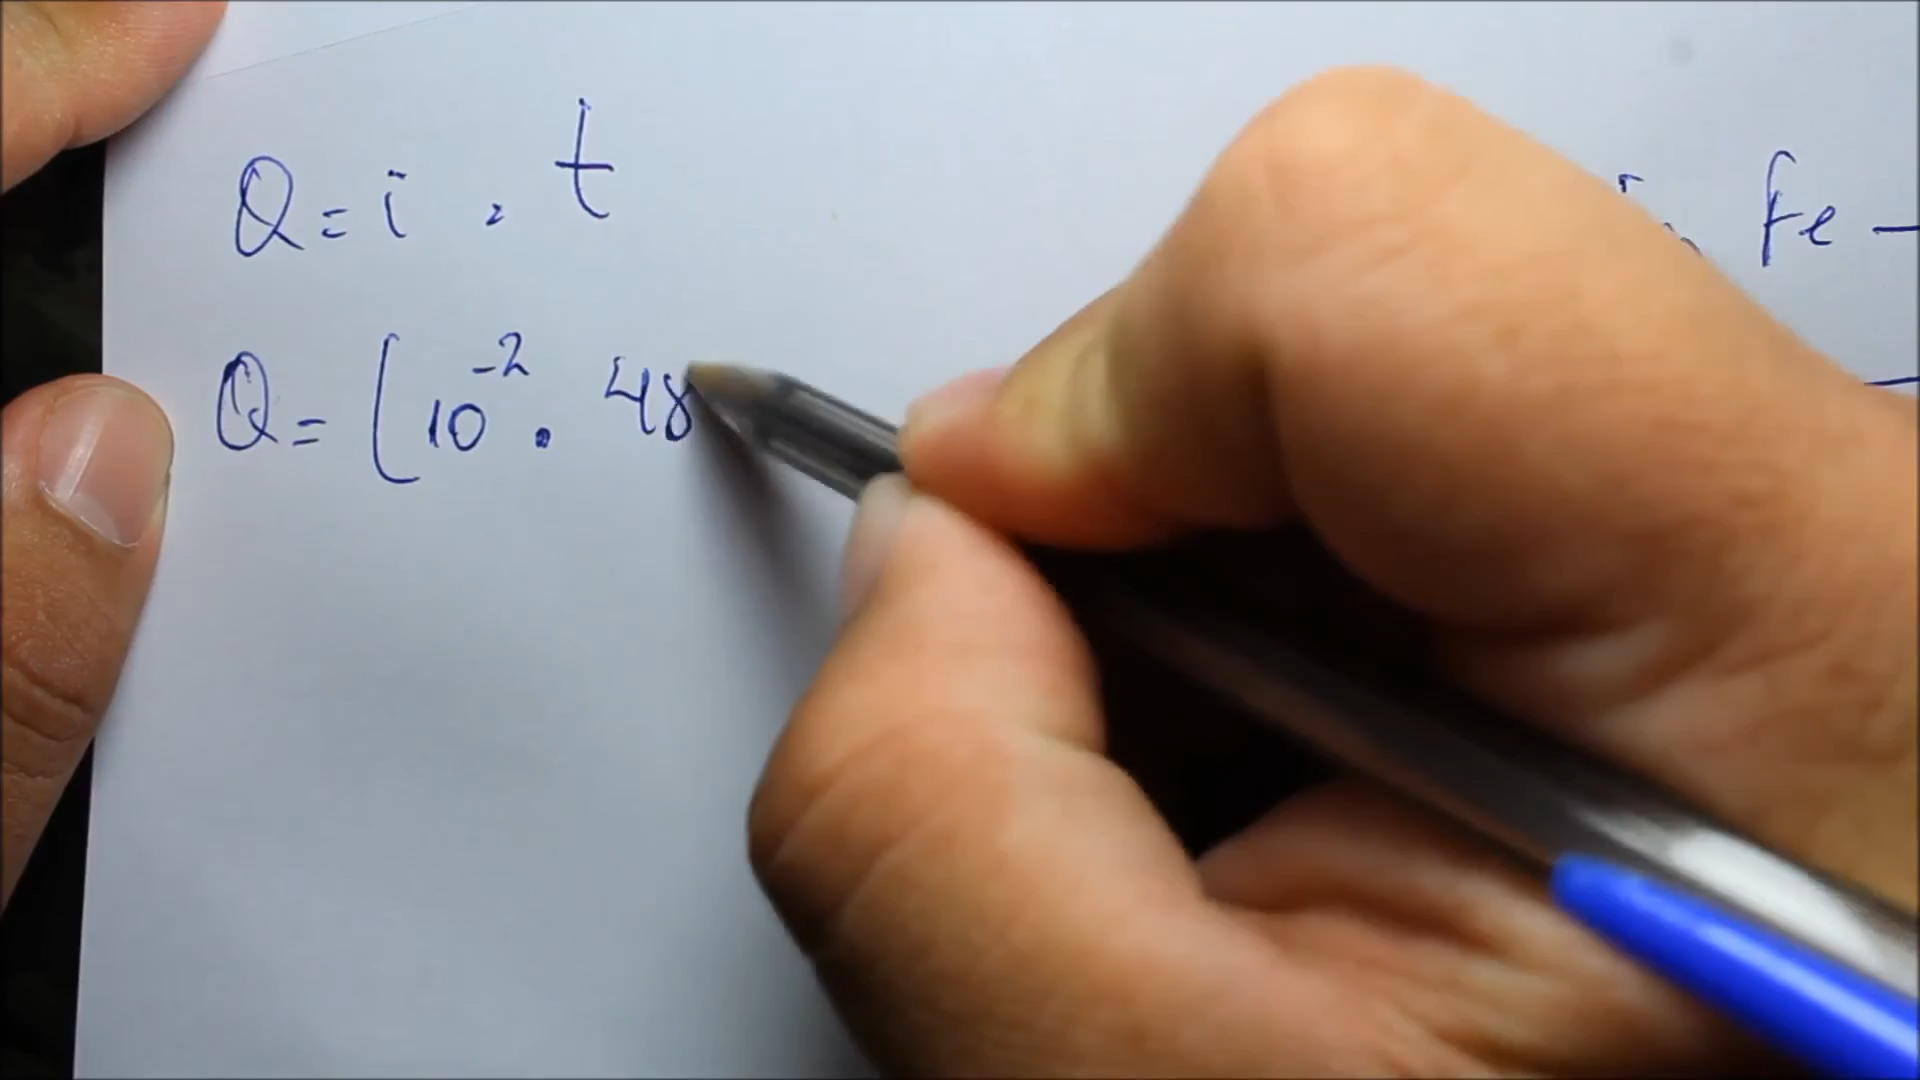 Q = i . t
Q = [10⁻² . 48
Fe —